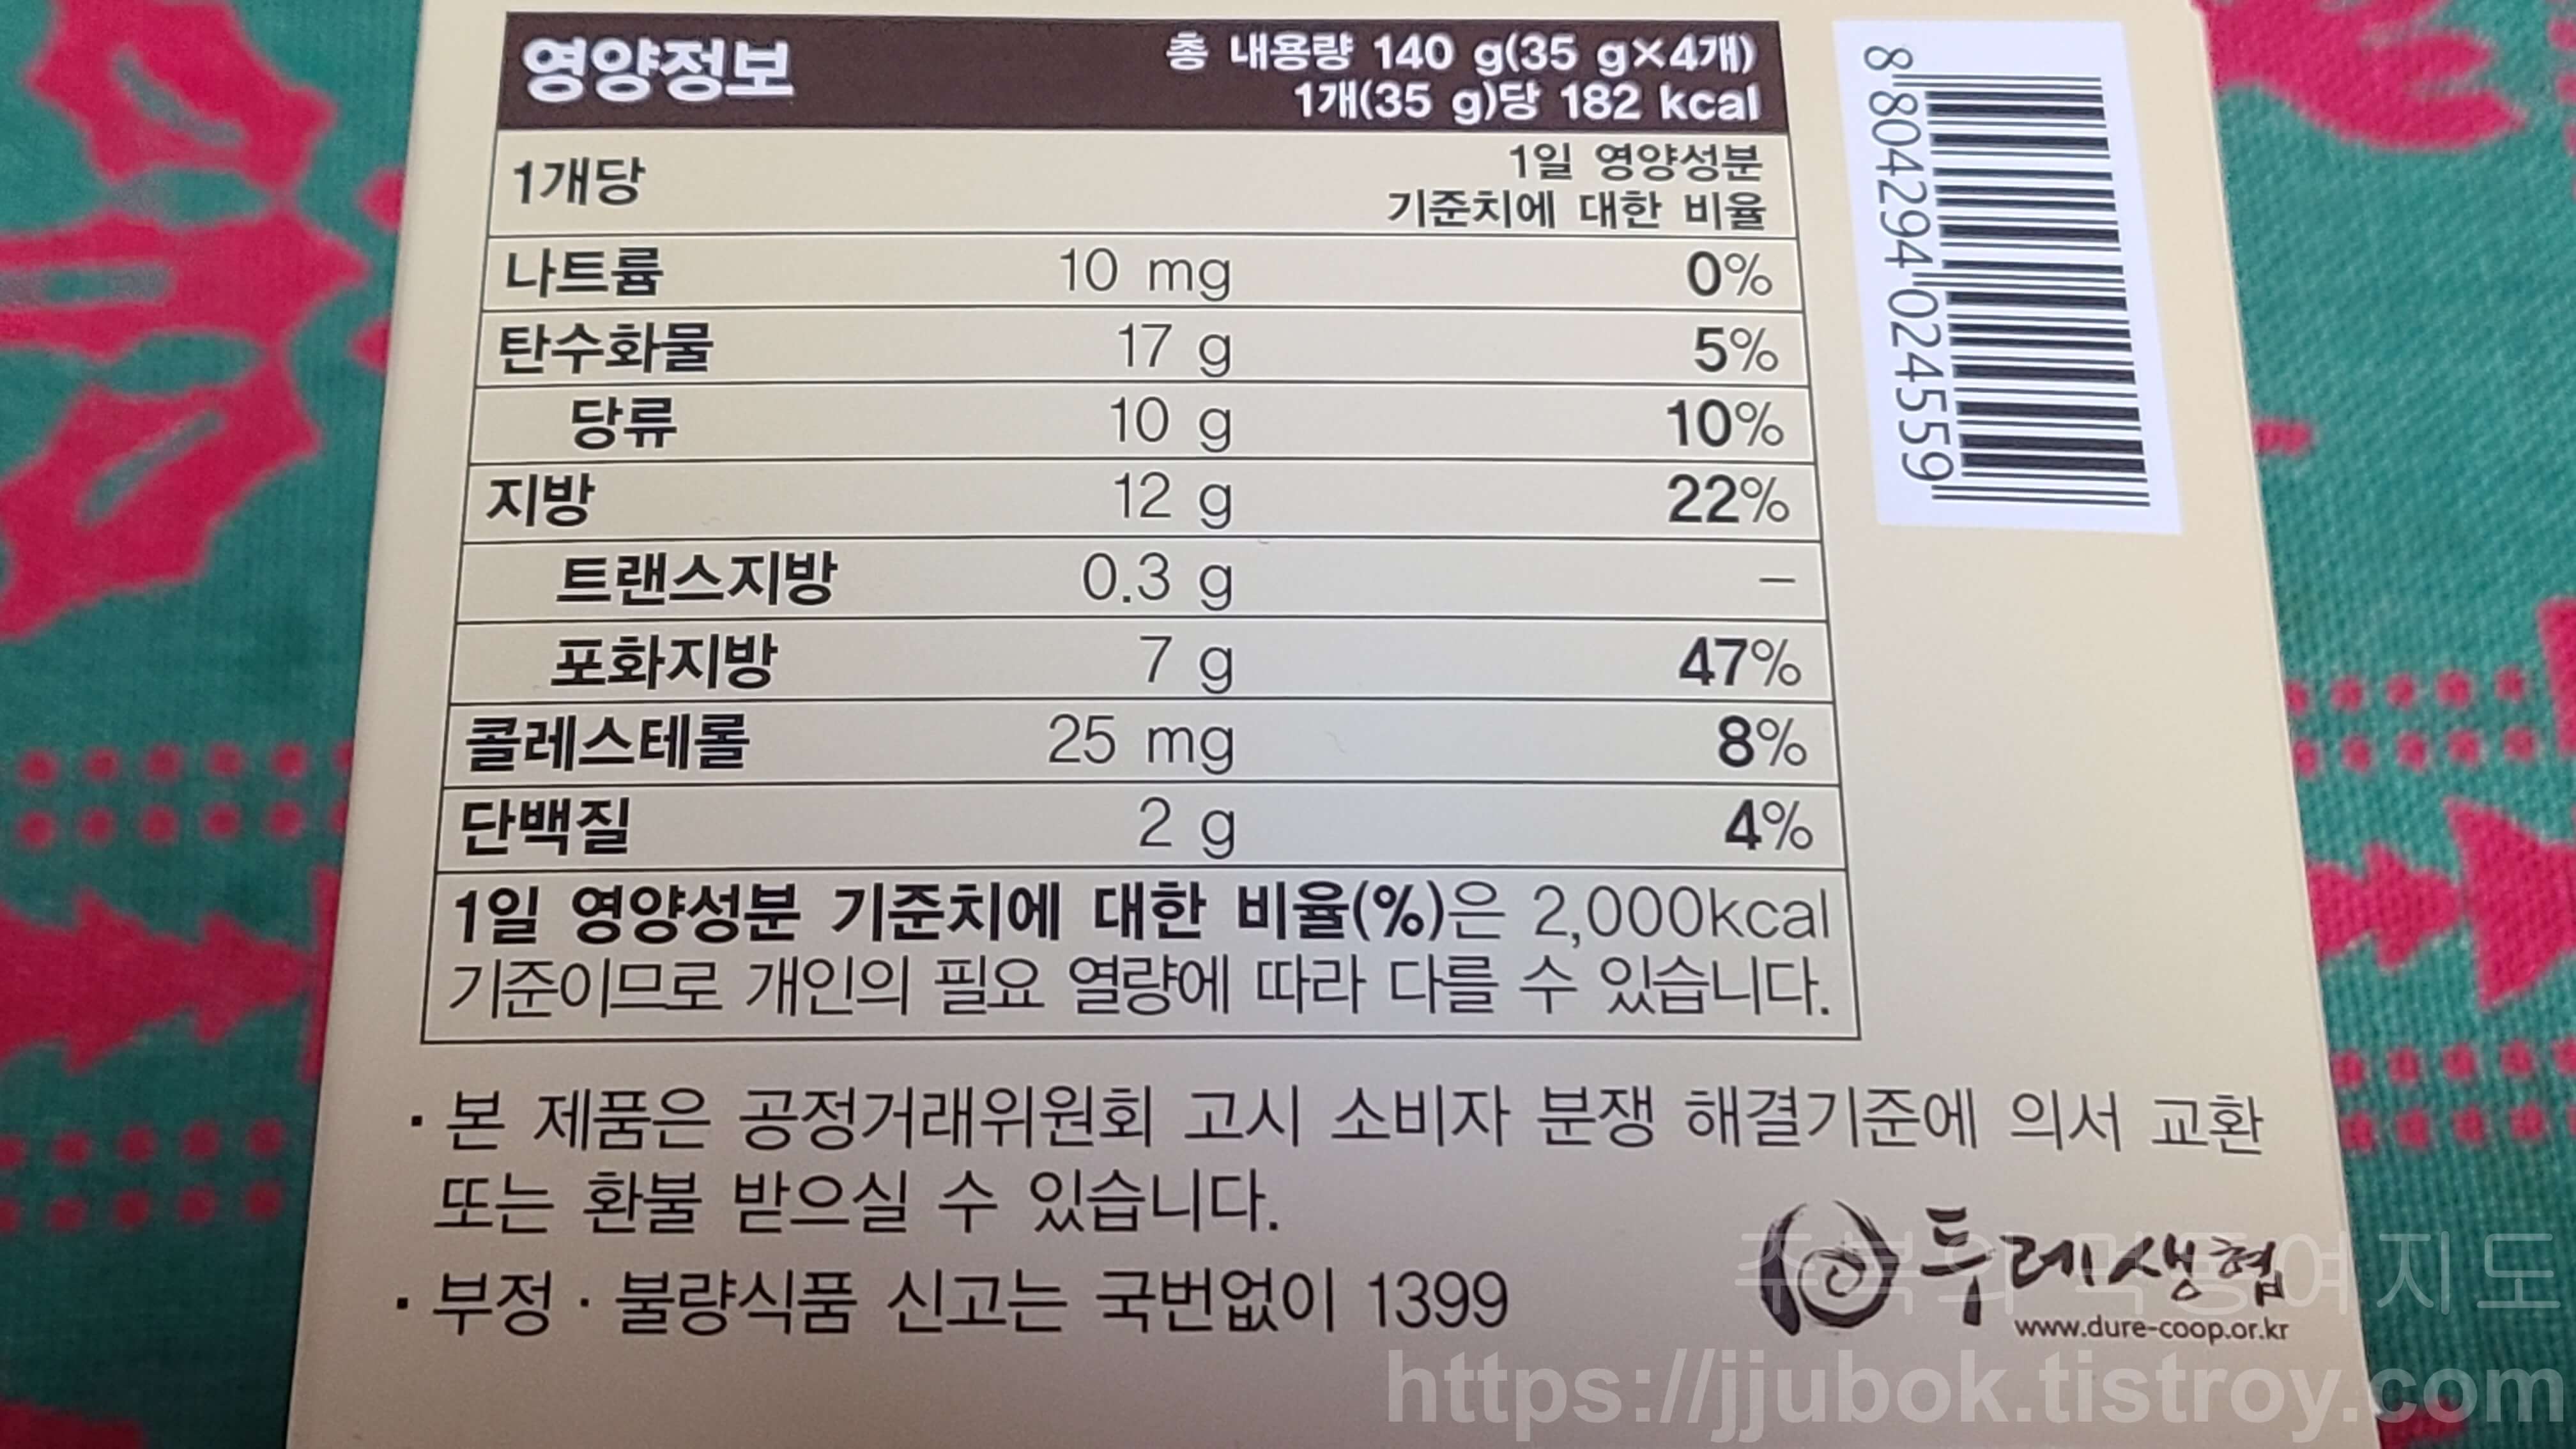 영양정보
총 내용량 140 g(35 g×4개)
1개(35 g)당 182 kcal
1개당
1일 영양성분
기준치에 대한 비율
나트륨 10 mg 0%
탄수화물 17 g 5%
당류 10 g 10%
지방 12 g 22%
트랜스지방 0.3 g –
포화지방 7 g 47%
콜레스테롤 25 mg 8%
단백질 2 g 4%
1일 영양성분 기준치에 대한 비율(%)은 2,000kcal
기준이므로 개인의 필요 열량에 따라 다를 수 있습니다.
· 본 제품은 공정거래위원회 고시 소비자 분쟁 해결기준에 의서 교환
또는 환불 받으실 수 있습니다.
· 부정 · 불량식품 신고는 국번없이 1399
8 804294 024559
두레생협
www.dure-coop.or.kr
https://jjubok.tistroy.com